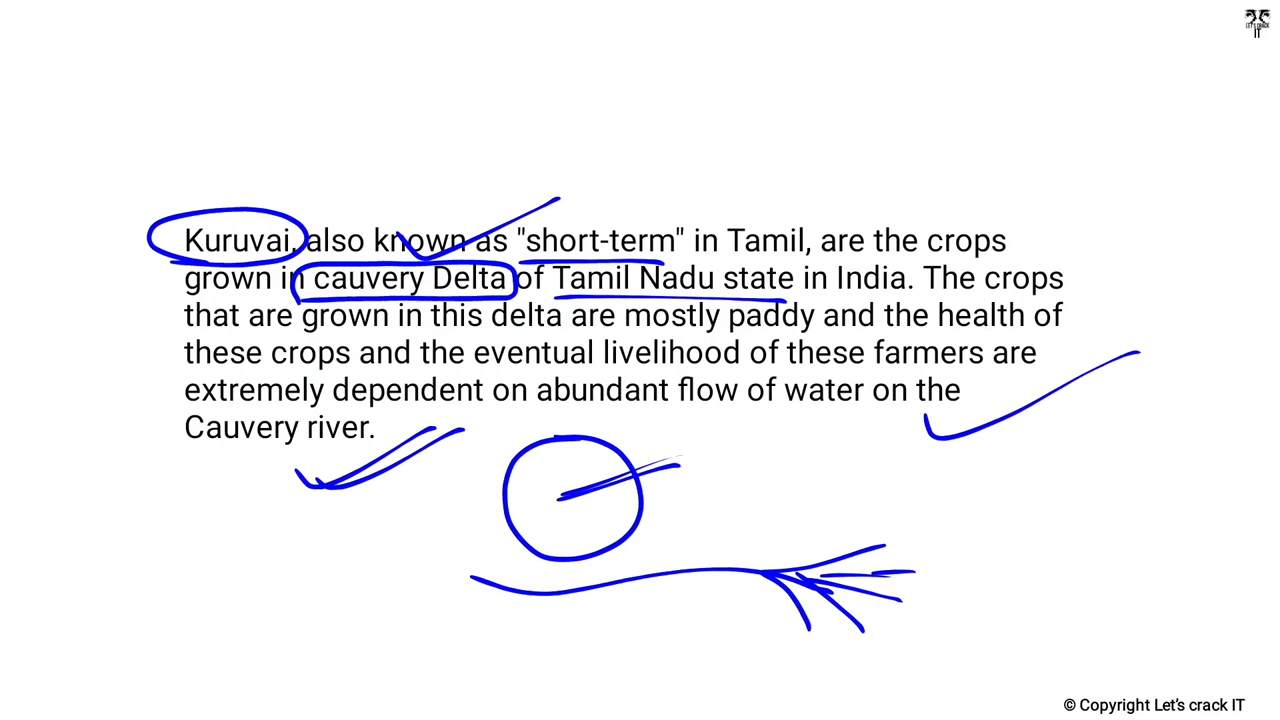 LET'S CRACK
IT
Kuruvai, also known as "short-term" in Tamil, are the crops
grown in cauvery Delta of Tamil Nadu state in India. The crops
that are grown in this delta are mostly paddy and the health of
these crops and the eventual livelihood of these farmers are
extremely dependent on abundant flow of water on the
Cauvery river.
© Copyright Let's crack IT